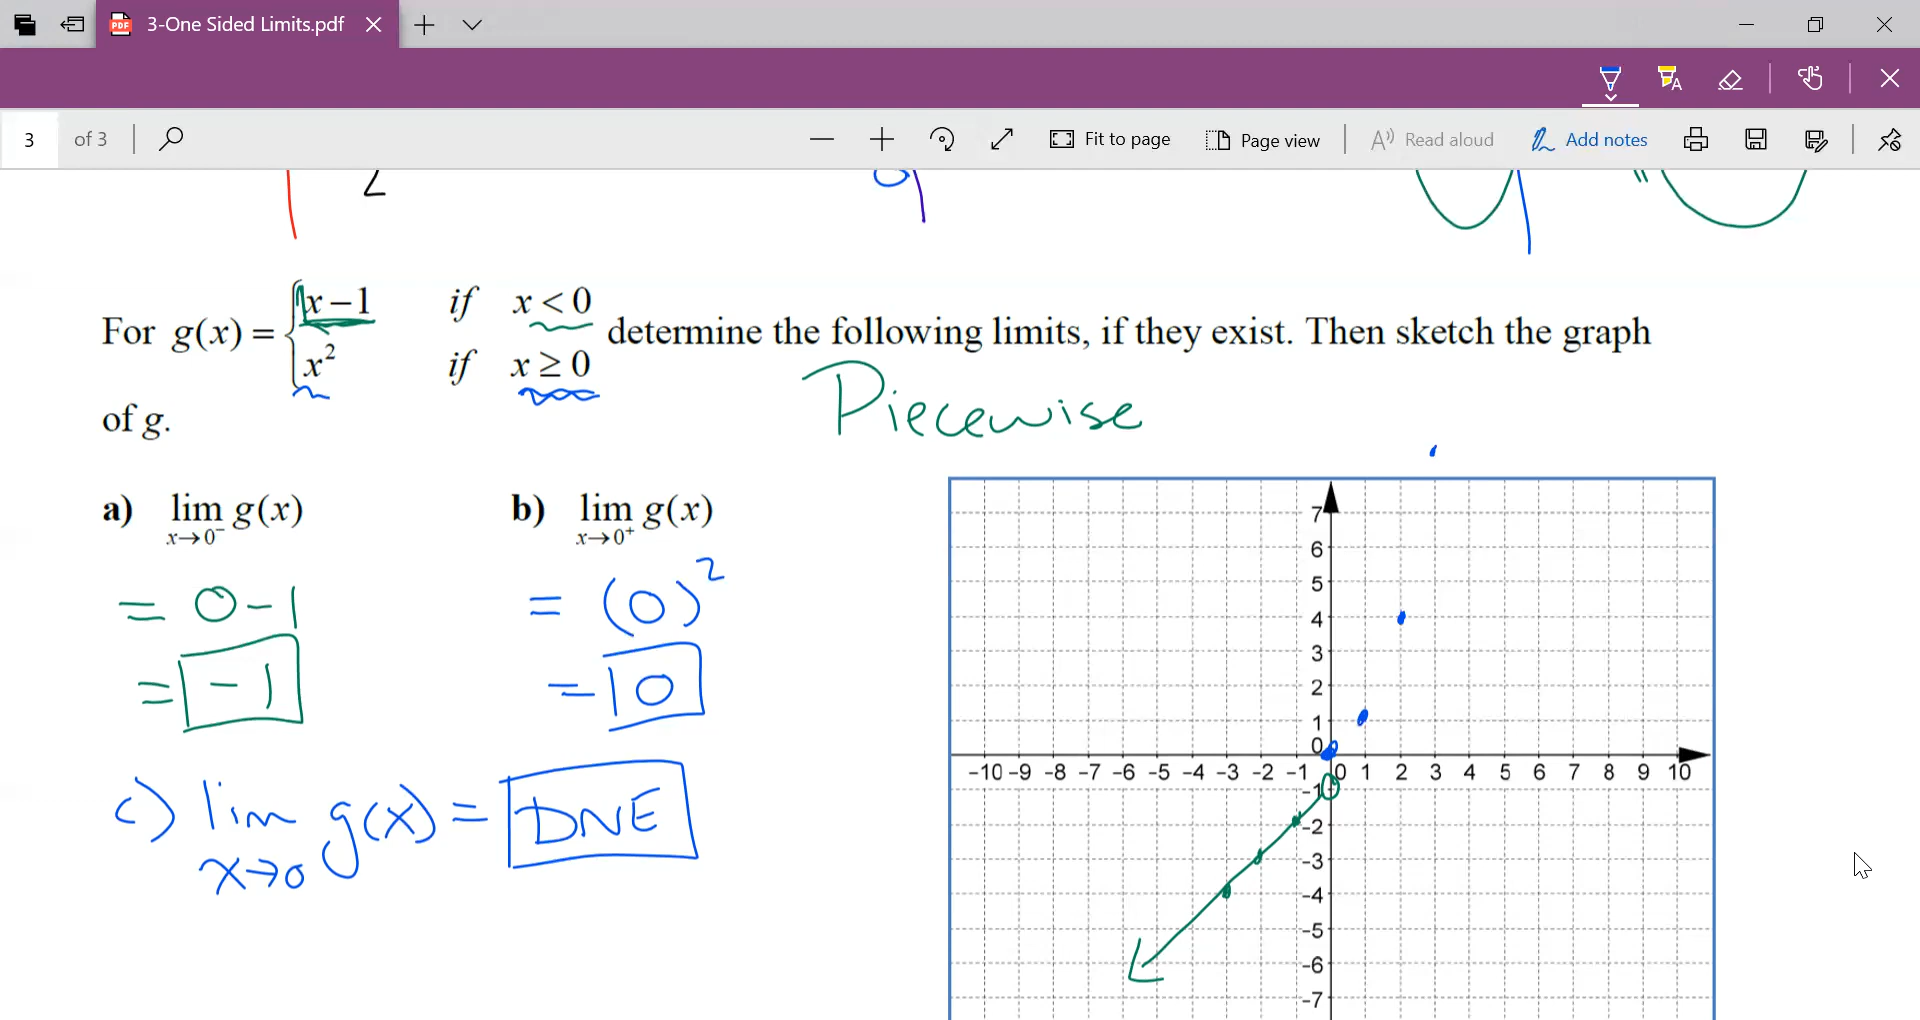 3-One Sided Limits.pdf
3 of 3 Fit to page Page view Read aloud Add notes
2
For g(x) = { x − 1 if x < 0
x² if x ≥ 0
determine the following limits, if they exist. Then sketch the graph
of g.
Piecewise
a) lim x→0⁻ g(x)
b) lim x→0⁺ g(x)
= 0 − 1
= (0)²
= -1
= 0
c) lim x→0 g(x) = DNE
7
6
5
4
3
2
1
0
-10 -9 -8 -7 -6 -5 -4 -3 -2 -1 0 1 2 3 4 5 6 7 8 9 10
-1
-2
-3
-4
-5
-6
-7